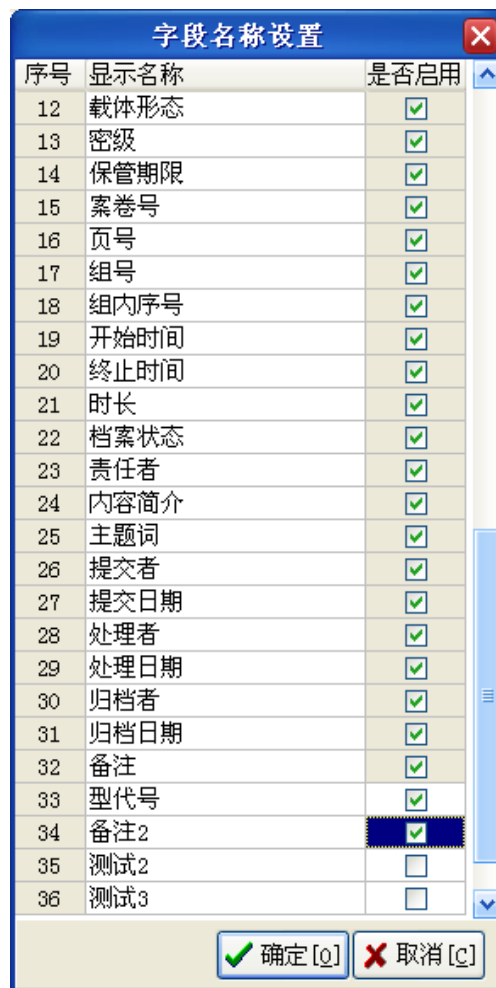 字段名称设置
序号 显示名称 是否启用
12 载体形态
13 密级
14 保管期限
15 案卷号
16 页号
17 组号
18 组内序号
19 开始时间
20 终止时间
21 时长
22 档案状态
23 责任者
24 内容简介
25 主题词
26 提交者
27 提交日期
28 处理者
29 处理日期
30 归档者
31 归档日期
32 备注
33 型代号
34 备注2
35 测试2
36 测试3
确定[o] 取消[c]